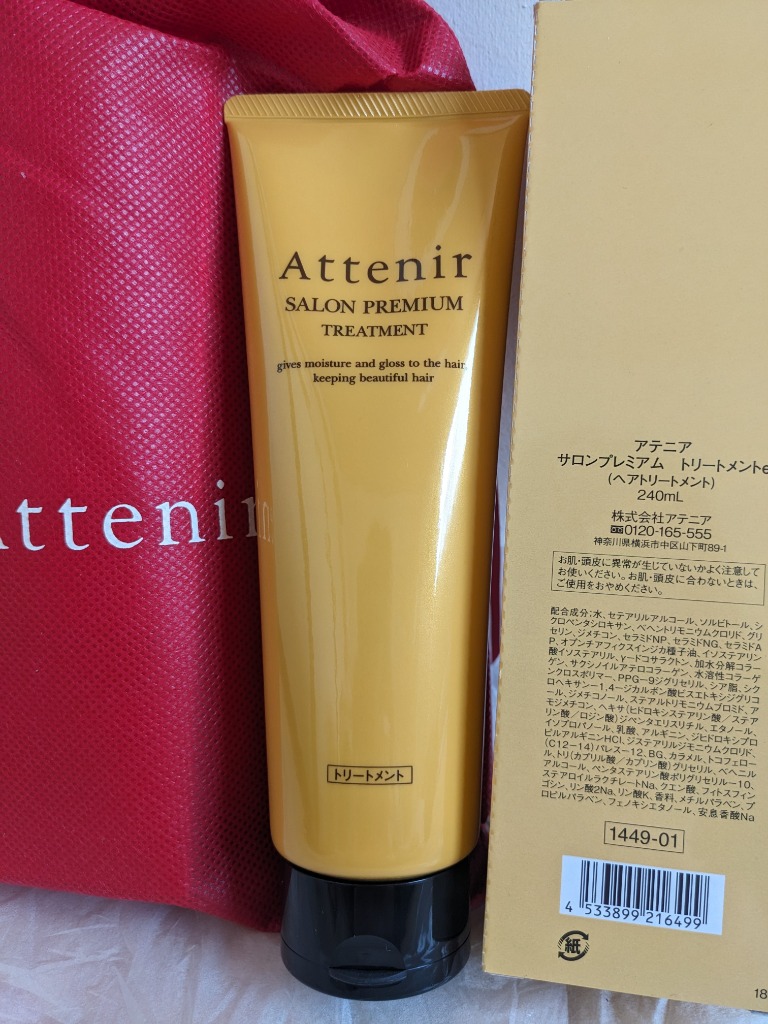 Attenir
Attenir
SALON PREMIUM
TREATMENT
gives moisture and gloss to the hair,
keeping beautiful hair
トリートメント
アテニア
サロンプレミアム トリートメントe
(ヘアトリートメント)
240mL
株式会社アテニア
0120-165-555
神奈川県横浜市中区山下町89-1
お肌・頭皮に異常が生じていないかよく注意して
お使いください。お肌・頭皮に合わないときは、
ご使用をおやめください。
配合成分;水、セテアリルアルコール、ソルビトール、シ
クロペンタシロキサン、ベヘントリモニウムクロリド、グリ
セリン、ジメチコン、セラミドNP、セラミドNG、セラミドA
P、オプンチアフィクスインジカ種子油、イソステアリン
酸イソステアリル、γ-ドコサラクトン、加水分解コラー
ゲン、サクシノイルアテロコラーゲン、水溶性コラーゲ
ンクロスポリマー、PPG-9ジグリセリル、シア脂、シク
ロヘキサン-1,4-ジカルボン酸ビスエトキシジグリコ
ール、ジメチコノール、ステアルトリモニウムブロミド、ア
モジメチコン、ヘキサ(ヒドロキシステアリン酸/ステア
リン酸/ロジン酸)ジペンタエリスリチル、エタノール、
イソプロパノール、乳酸、アルギニン、ジヒドロキシプロ
ピルアルギニンHCl、ジステアリルジモニウムクロリド、
(C12-14)パレス-12、BG、カラメル、トコフェロー
ル、トリ(カプリル酸/カプリン酸)グリセリル、ベヘニル
アルコール、ペンタステアリン酸ポリグリセリル-10、
ステアロイルラクチレートNa、クエン酸、フィトスフィン
ゴシン、リン酸2Na、リン酸K、香料、メチルパラベン、プ
ロピルパラベン、フェノキシエタノール、安息香酸Na
1449-01
4 533899 216499
紙
18